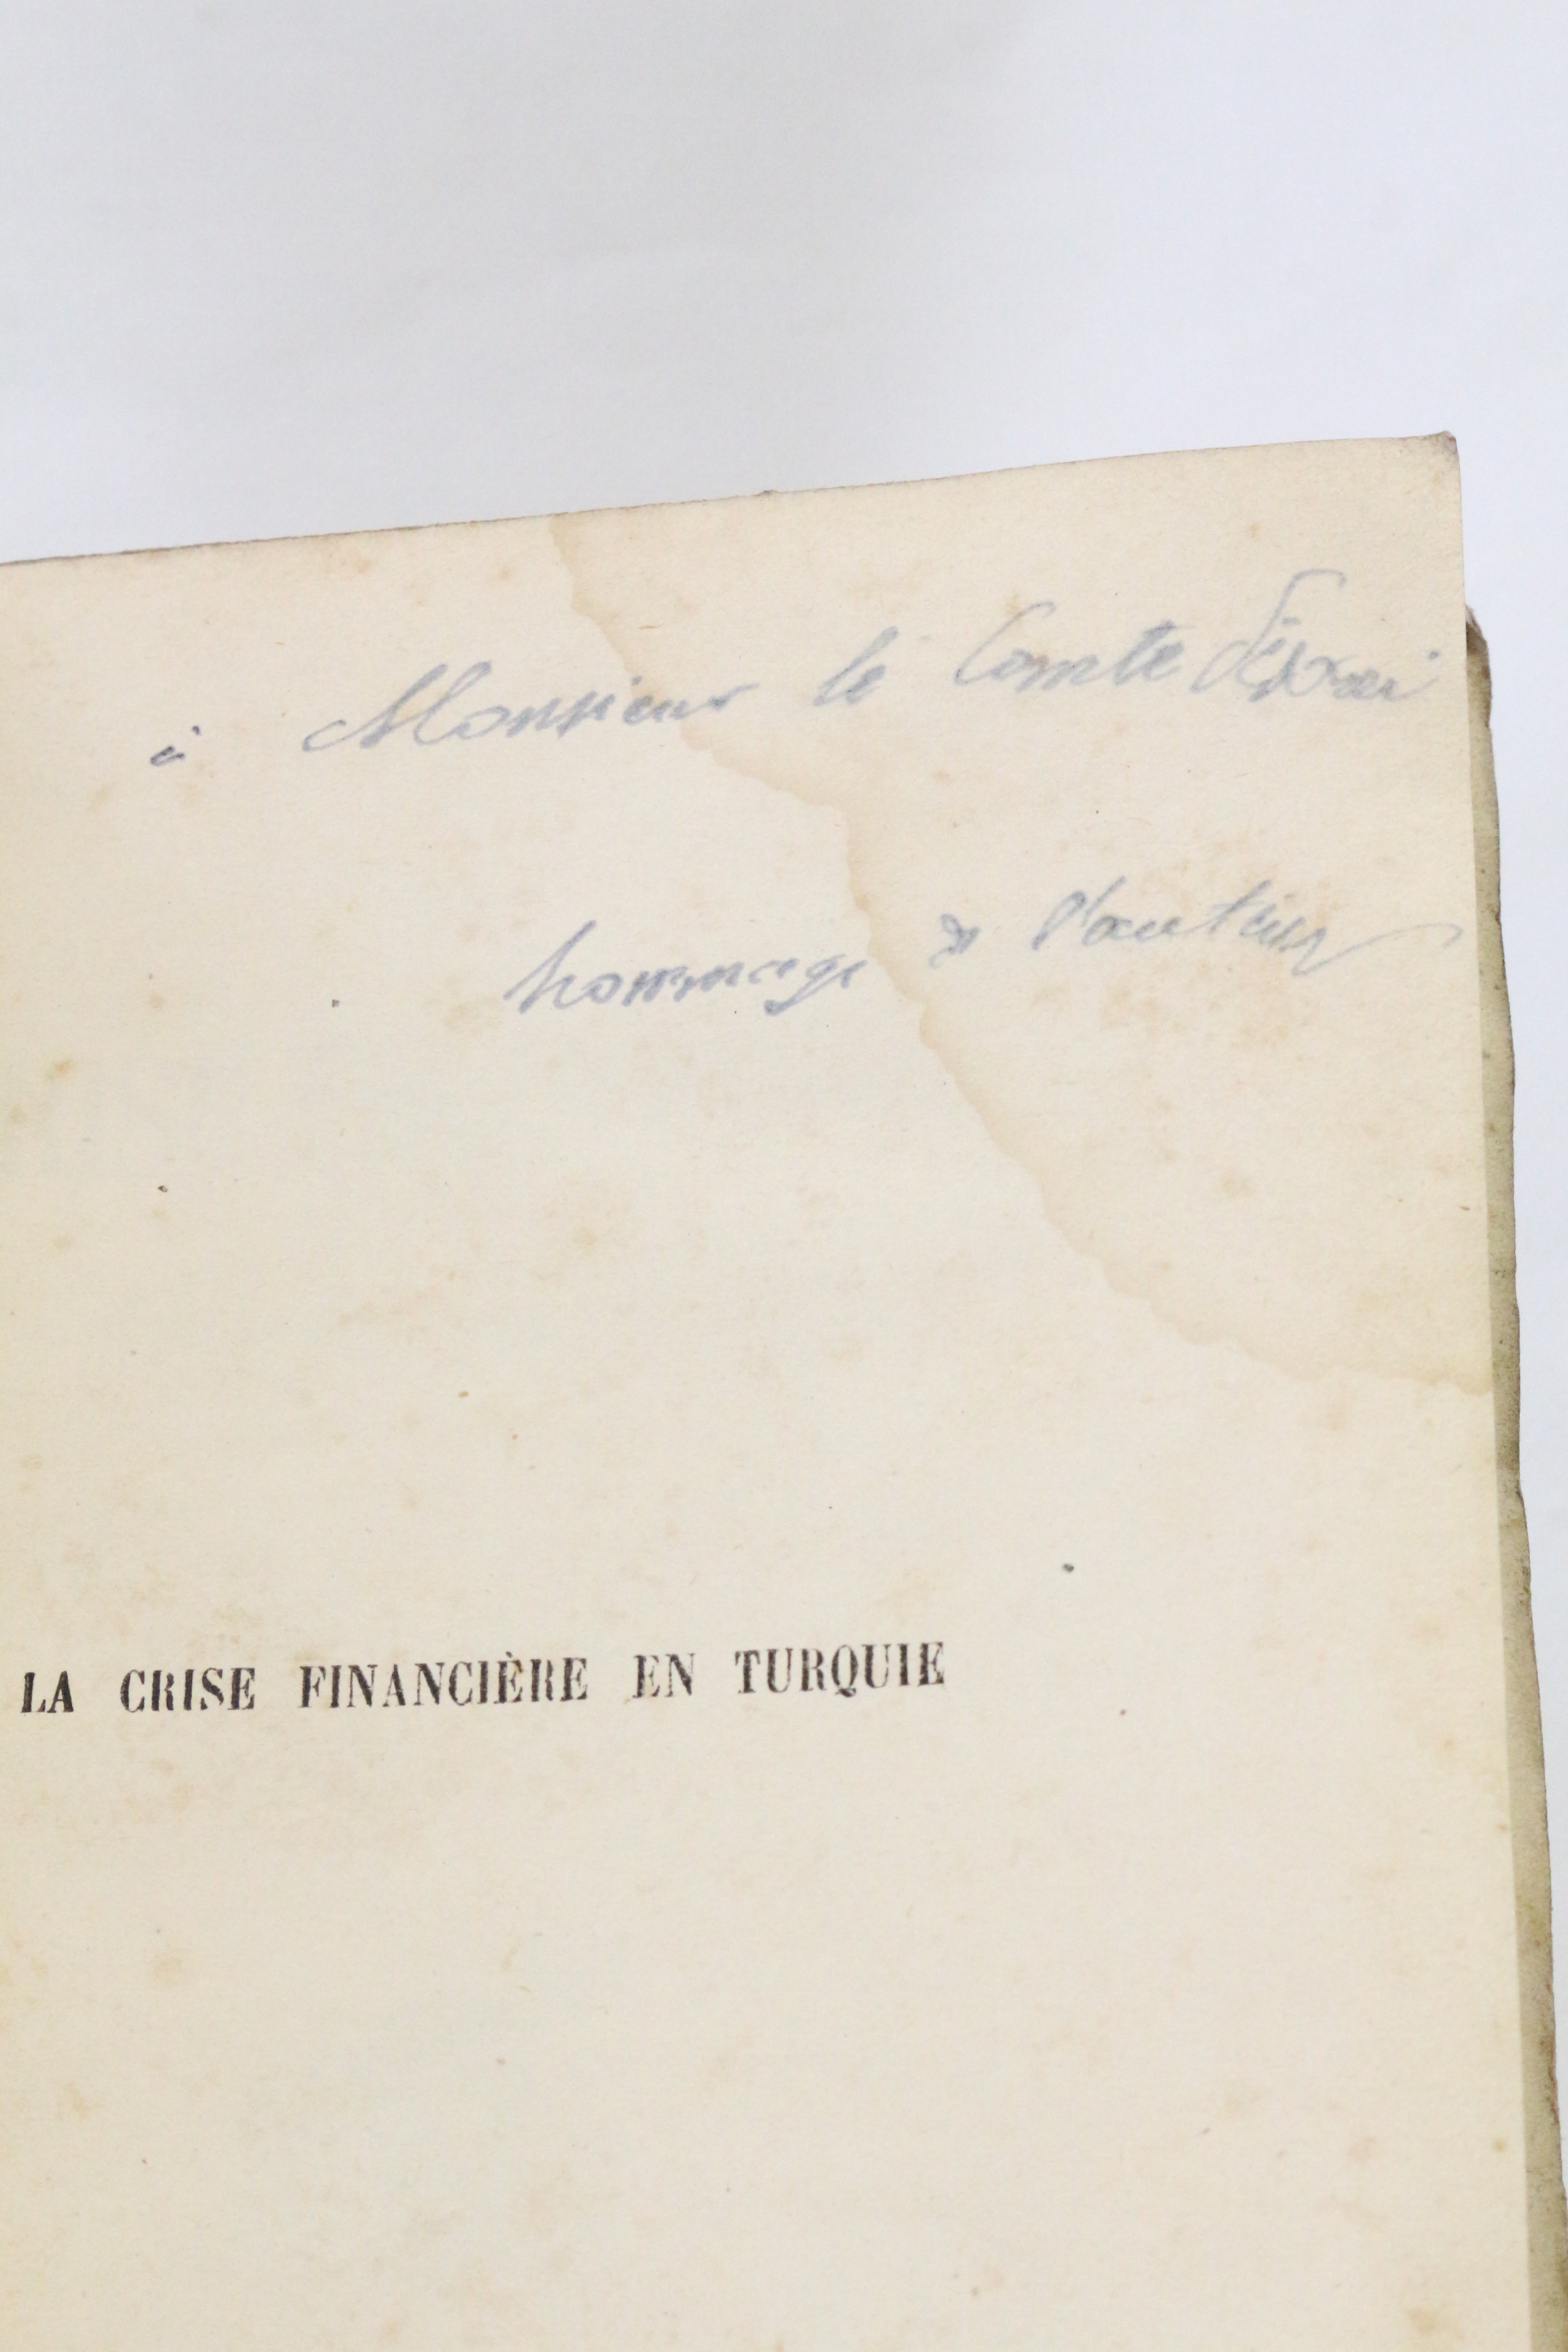 à Monsieur le Comte
hommage de l'auteur
LA CRISE FINANCIÈRE EN TURQUIE